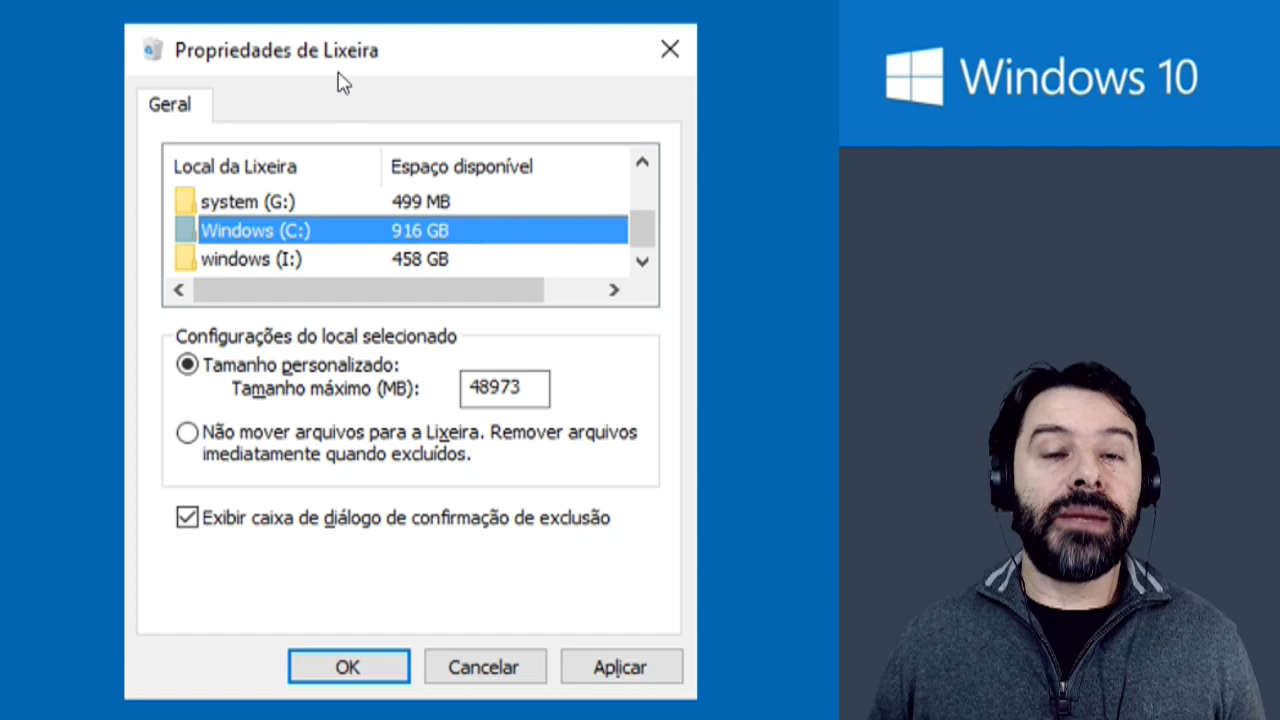 Propriedades de Lixeira
Windows 10
Geral
Local da Lixeira Espaço disponível
system (G:) 499 MB
Windows (C:) 916 GB
windows (I:) 458 GB
Configurações do local selecionado
Tamanho personalizado:
Tamanho máximo (MB): 48973
Não mover arquivos para a Lixeira. Remover arquivos
imediatamente quando excluídos.
Exibir caixa de diálogo de confirmação de exclusão
OK Cancelar Aplicar